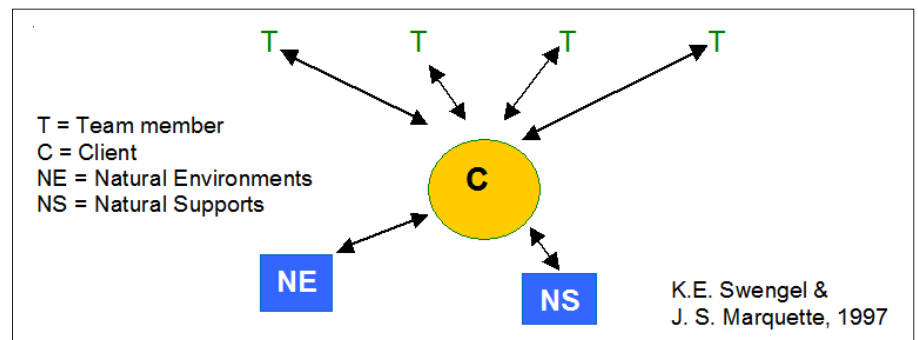 T T T T
T = Team member
C = Client
NE = Natural Environments
NS = Natural Supports
C
NE
NS
K.E. Swengel &
J. S. Marquette, 1997